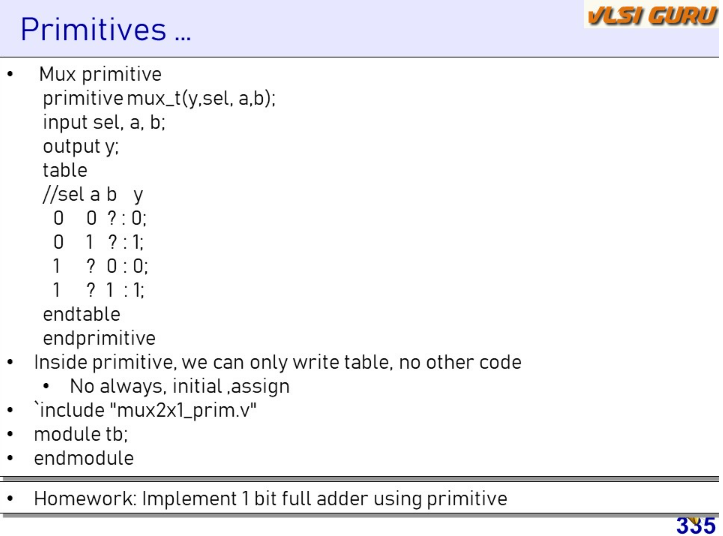 Primitives ...
VLSI GURU
• Mux primitive
primitive mux_t(y,sel, a,b);
input sel, a, b;
output y;
table
//sel a b y
0 0 ? : 0;
0 1 ? : 1;
1 ? 0 : 0;
1 ? 1 : 1;
endtable
endprimitive
• Inside primitive, we can only write table, no other code
• No always, initial ,assign
• `include "mux2x1_prim.v"
• module tb;
• endmodule
• Homework: Implement 1 bit full adder using primitive
335